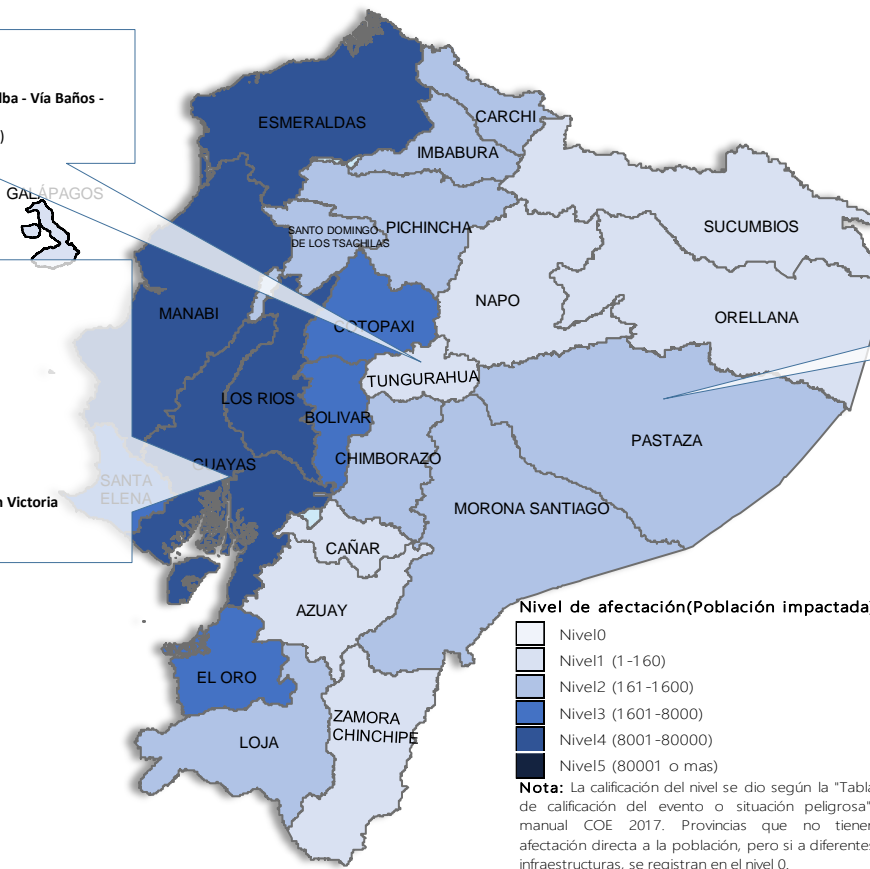 lba - Vía Baños -
)
GALÁPAGOS
ESMERALDAS
CARCHI
IMBABURA
SANTO DOMINGO
DE LOS TSACHILAS
PICHINCHA
SUCUMBIOS
NAPO
ORELLANA
MANABI
COTOPAXI
TUNGURAHUA
LOS RIOS
BOLIVAR
PASTAZA
GUAYAS
CHIMBORAZO
SANTA
ELENA
MORONA SANTIAGO
n Victoria
CAÑAR
AZUAY
EL ORO
ZAMORA
CHINCHIPE
LOJA
Nivel de afectación(Población impactada)
Nivel0
Nivel1 (1-160)
Nivel2 (161-1600)
Nivel3 (1601-8000)
Nivel4 (8001-80000)
Nivel5 (80001 o mas)
Nota: La calificación del nivel se dio según la "Tabla
de calificación del evento o situación peligrosa"
manual COE 2017. Provincias que no tienen
afectación directa a la población, pero si a diferentes
infraestructuras, se registran en el nivel 0.